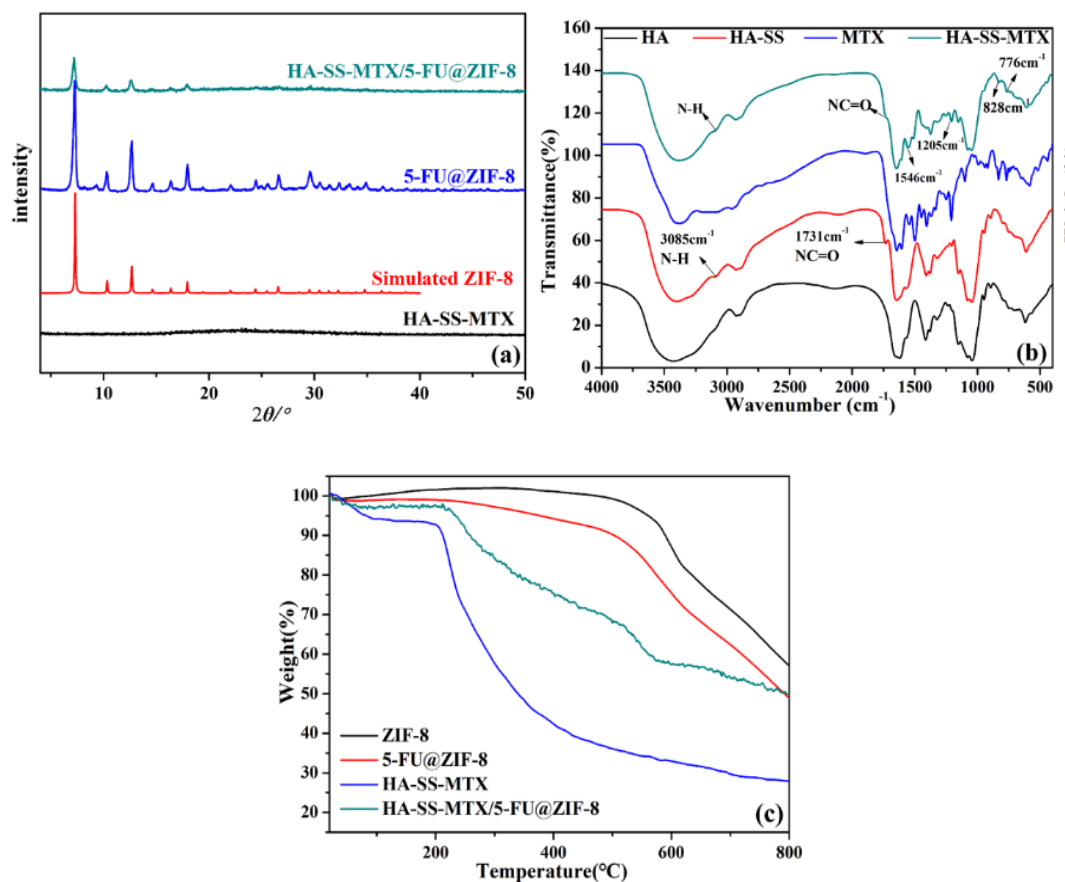 intensity
HA-SS-MTX/5-FU@ZIF-8
5-FU@ZIF-8
Simulated ZIF-8
HA-SS-MTX
(a)
10 20 30 40 50
2θ/°
Transmittance(%)
160
140
120
100
80
60
40
20
0
HA HA-SS MTX HA-SS-MTX
N-H
NC=O
776cm-1
828cm-1
1205cm-1
1546cm-1
3085cm-1
N-H
1731cm-1
NC=O
(b)
4000 3500 3000 2500 2000 1500 1000 500
Wavenumber (cm-1)
Weight(%)
100
90
80
70
60
50
40
30
20
ZIF-8
5-FU@ZIF-8
HA-SS-MTX
HA-SS-MTX/5-FU@ZIF-8
(c)
200 400 600 800
Temperature(℃)